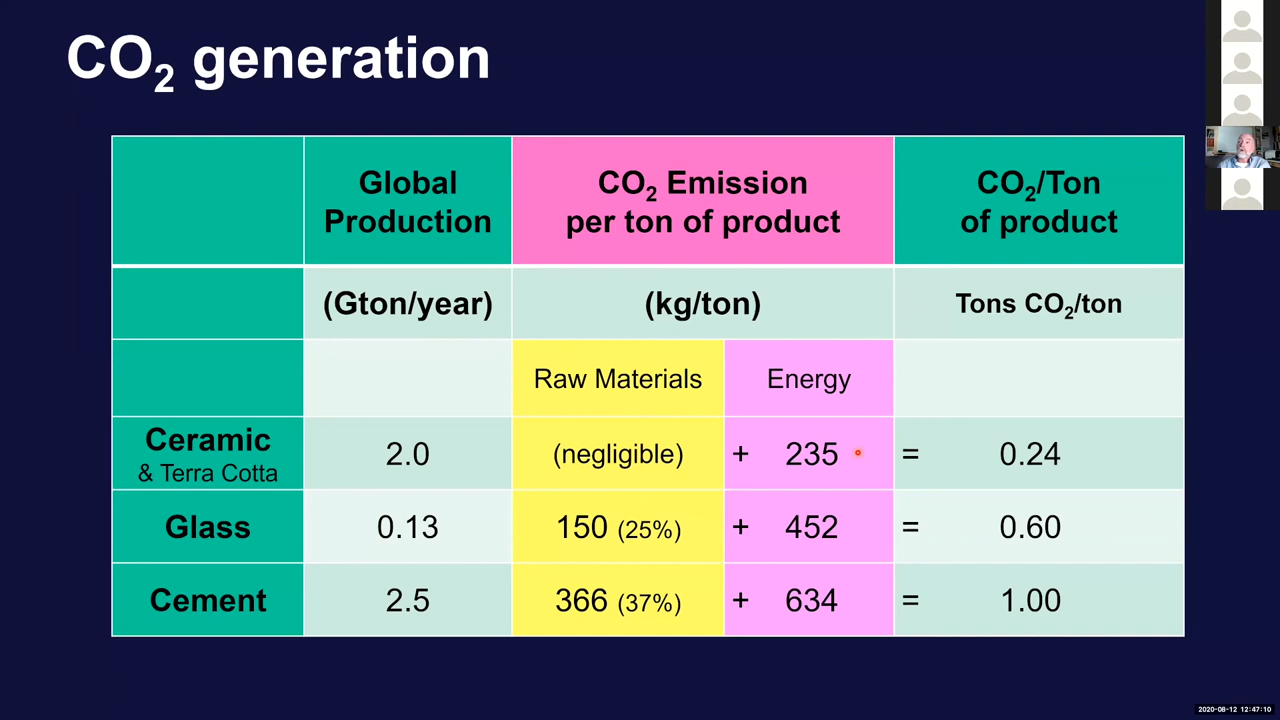 CO₂ generation
Global
Production
CO₂ Emission
per ton of product
CO₂/Ton
of product
(Gton/year)
(kg/ton)
Tons CO₂/ton
Raw Materials
Energy
Ceramic
& Terra Cotta
2.0
(negligible)
+ 235
= 0.24
Glass
0.13
150 (25%)
+ 452
= 0.60
Cement
2.5
366 (37%)
+ 634
= 1.00
2020-08-12 12:47:10